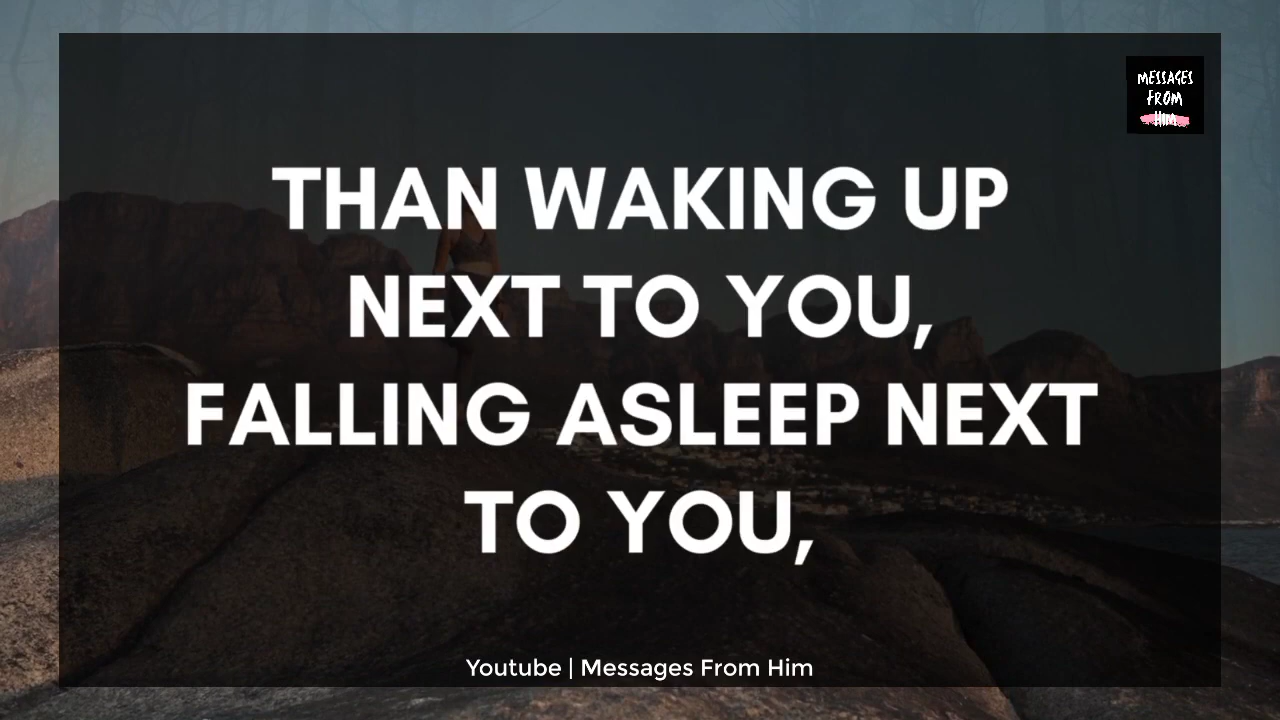 MESSAGES
FROM
Him
THAN WAKING UP
NEXT TO YOU,
FALLING ASLEEP NEXT
TO YOU,
Youtube | Messages From Him